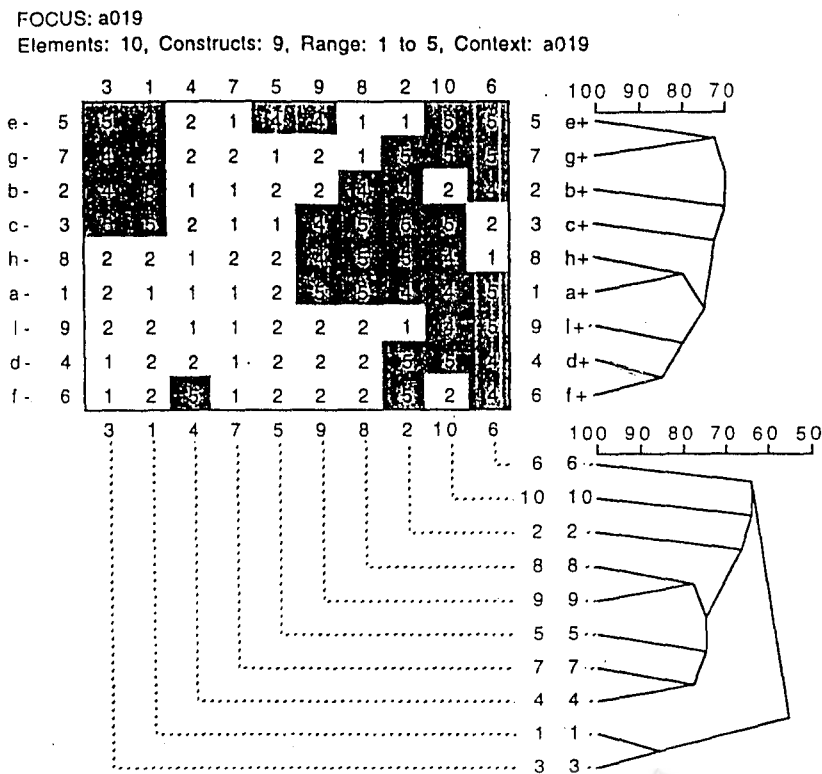 FOCUS: a019
Elements: 10, Constructs: 9, Range: 1 to 5, Context: a019
3 1 4 7 5 9 8 2 10 6 100 90 80 70
e- 5 5 4 2 1 4 4 1 1 5 5 5 e+
g- 7 4 4 2 2 1 2 1 5 5 5 7 g+
b- 2 4 1 1 2 2 4 4 2 4 2 b+
c- 3 5 2 1 1 4 5 5 5 2 3 c+
h- 8 2 2 1 2 2 4 5 5 4 1 8 h+
a- 1 2 1 1 1 2 5 5 4 4 5 1 a+
l- 9 2 2 1 1 2 2 2 1 4 5 9 l+
d- 4 1 2 2 1 2 2 2 5 5 4 4 d+
f- 6 1 2 5 1 2 2 2 5 2 4 6 f+
3 1 4 7 5 9 8 2 10 6 100 90 80 70 60 50
6 6
10 10
2 2
8 8
9 9
5 5
7 7
4 4
1 1
3 3